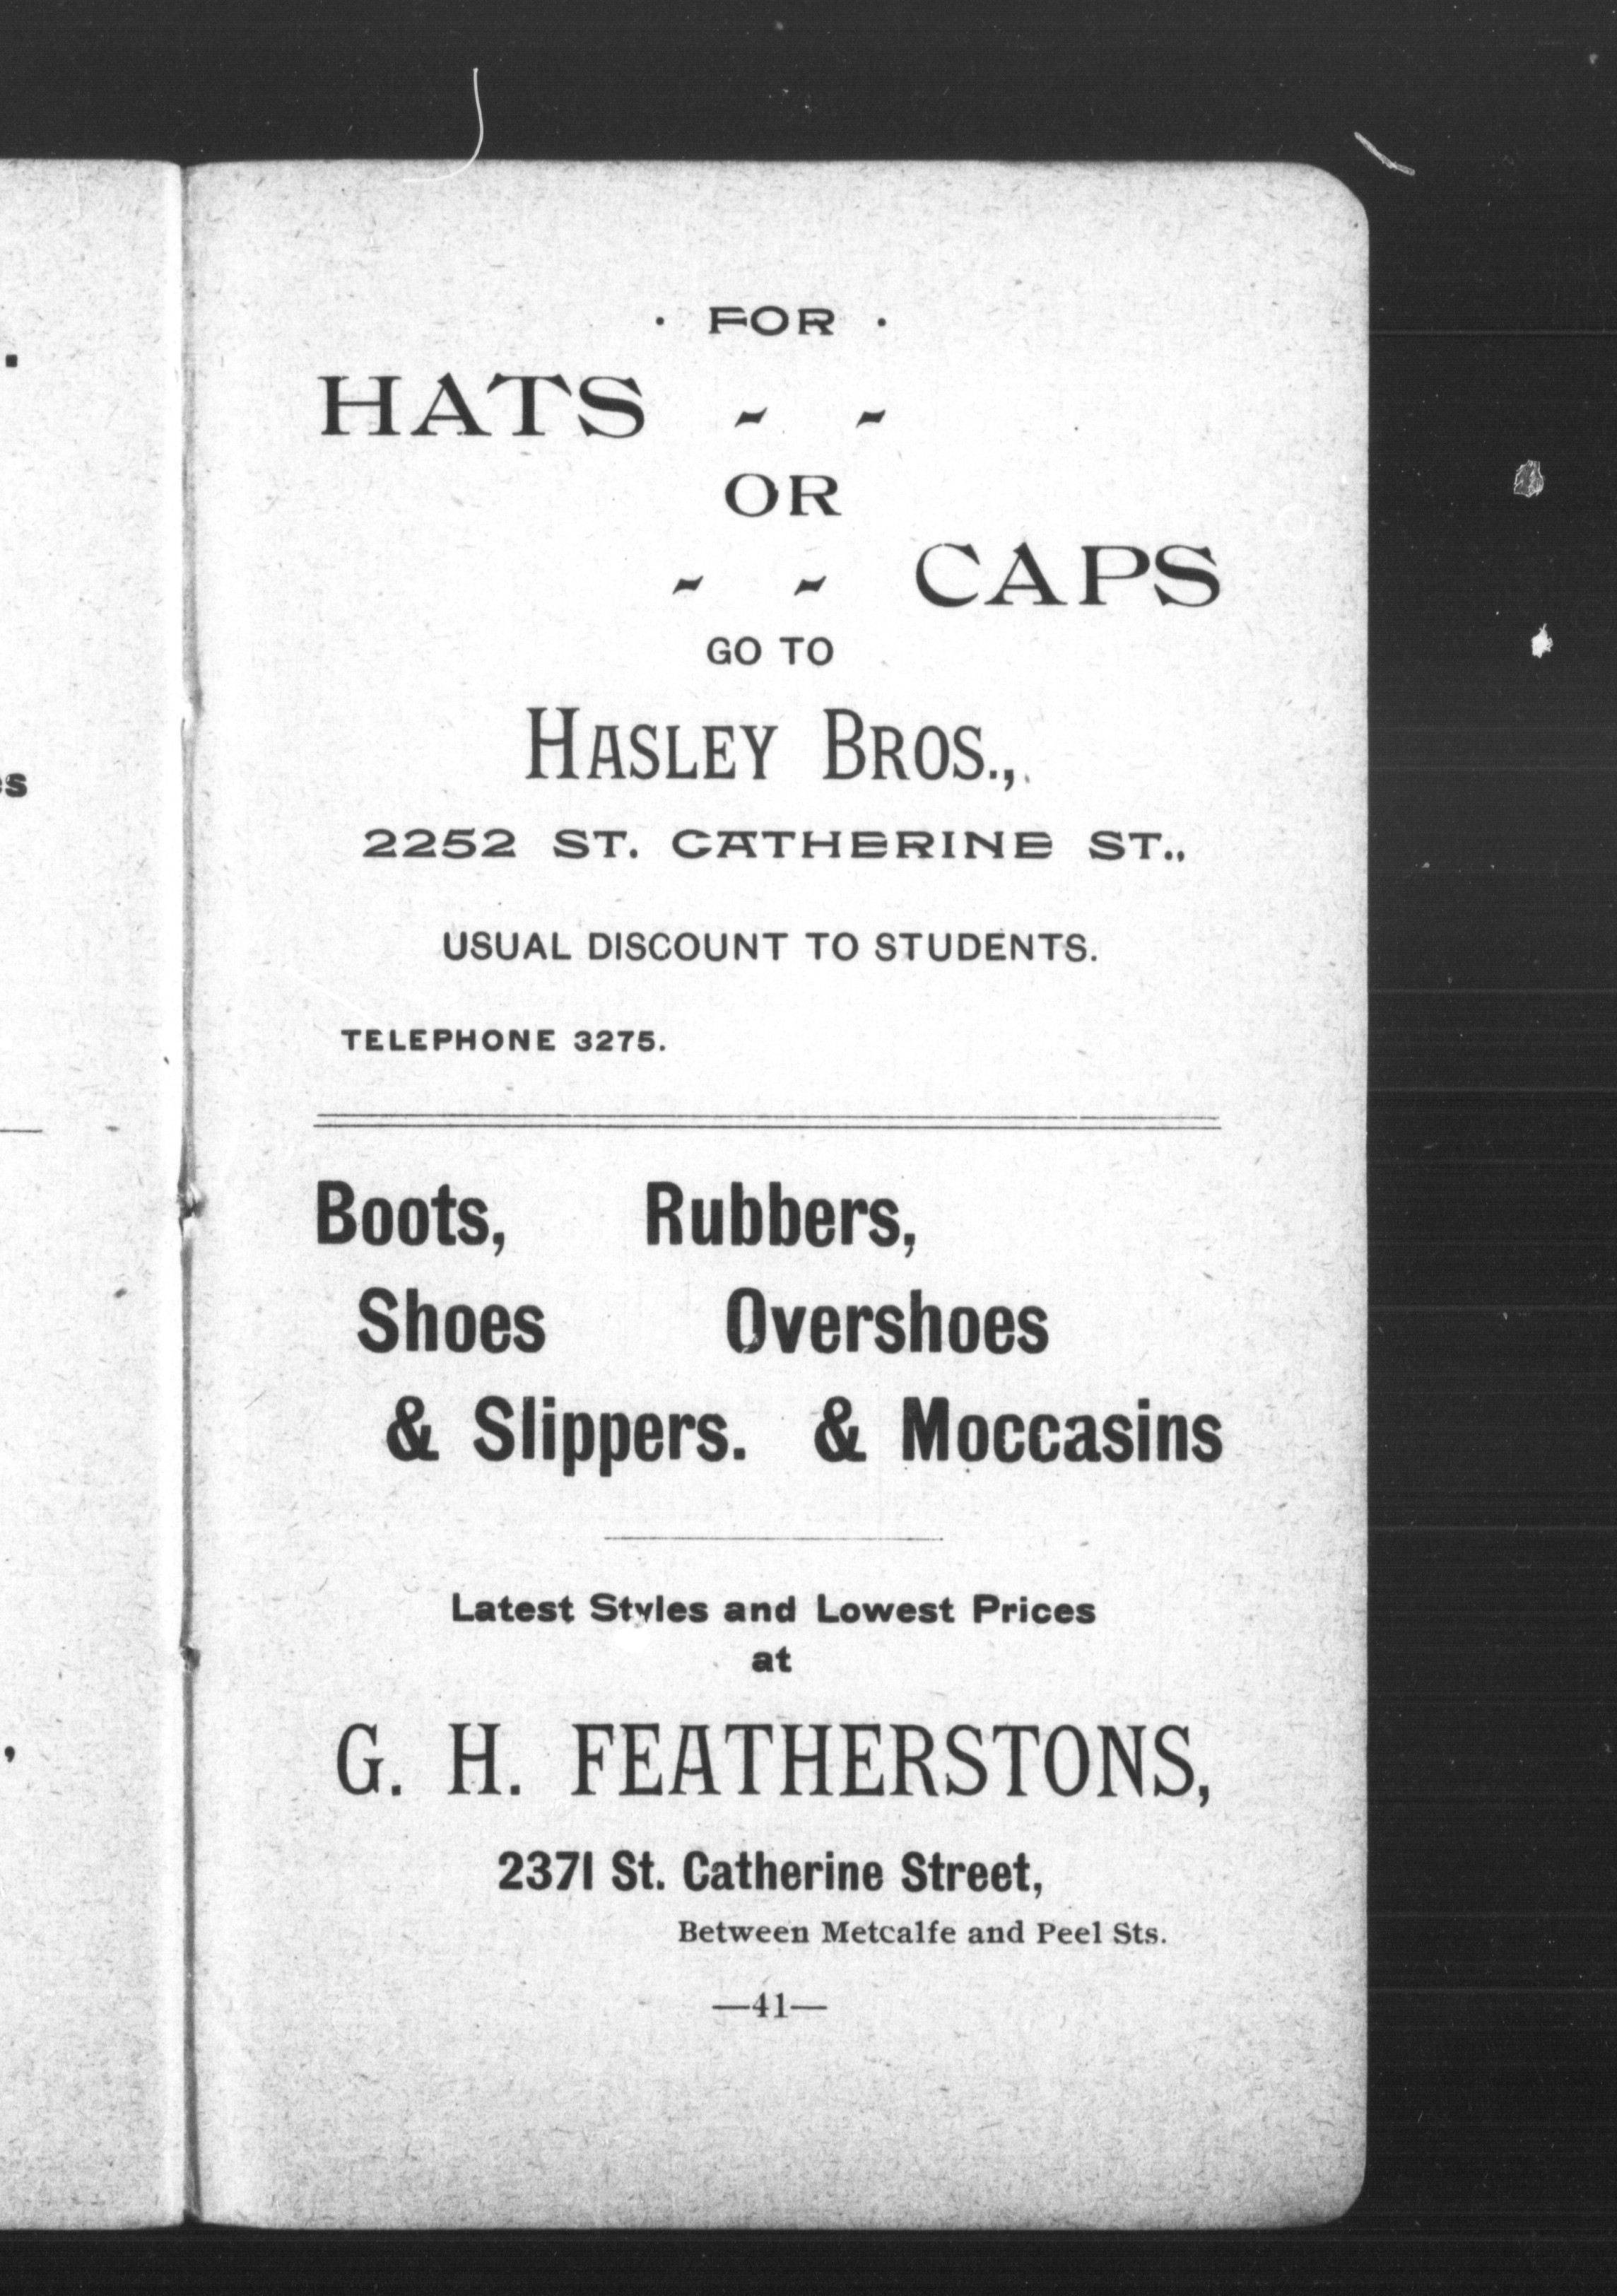 · FOR ·
HATS - -
OR
- - CAPS
GO TO
HASLEY BROS.,
2252 ST. CATHERINE ST.,
USUAL DISCOUNT TO STUDENTS.
TELEPHONE 3275.
Boots, Rubbers,
Shoes Overshoes
& Slippers. & Moccasins
Latest Styles and Lowest Prices
at
G. H. FEATHERSTONS,
2371 St. Catherine Street,
Between Metcalfe and Peel Sts.
—41—